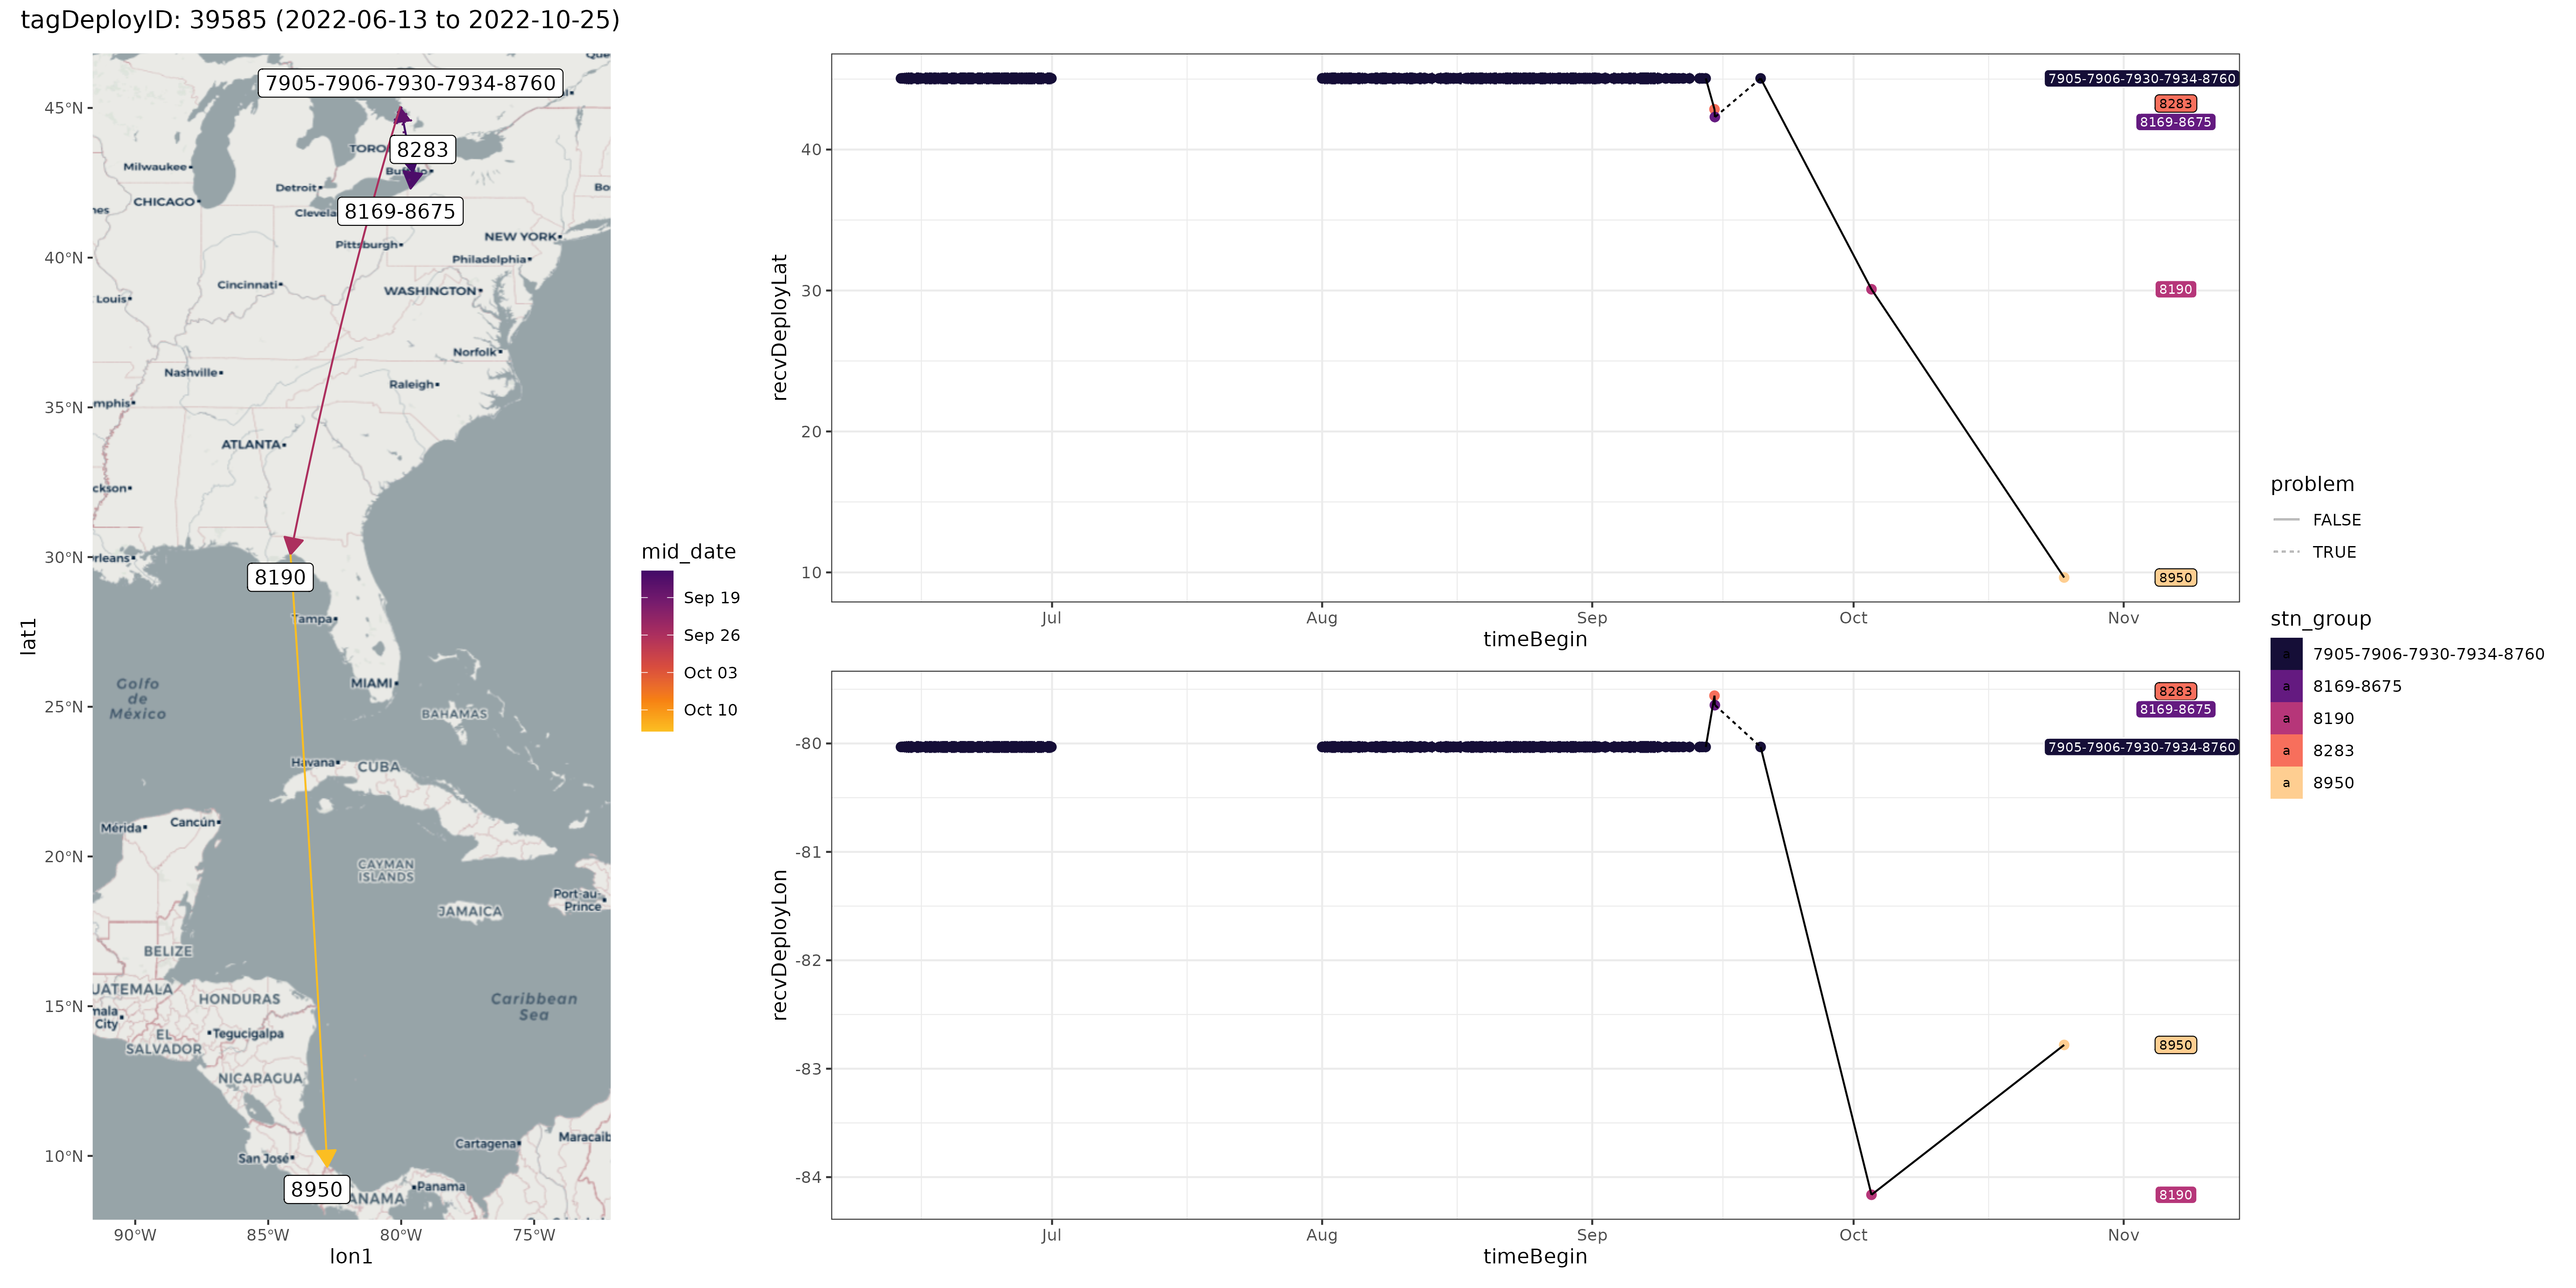 tagDeployID: 39585 (2022-06-13 to 2022-10-25)
7905-7906-7930-7934-8760
8283
8169-8675
8190
8950
45°N
40°N
35°N
30°N
25°N
20°N
15°N
10°N
90°W
85°W
80°W
75°W
lon1
lat1
Milwaukee
CHICAGO
Detroit
Clevela
TORO
Pittsburgh
NEW YORK
Philadelphia
WASHINGTON
Cincinnati
Louis
Norfolk
Nashville
Raleigh
mphis
ATLANTA
ckson
rleans
Tampa
MIAMI
Golfo
de
México
BAHAMAS
Havana
CUBA
Mérida
Cancún
CAYMAN
ISLANDS
JAMAICA
Port-au-
Prince
BELIZE
UATEMALA
mala
City
HONDURAS
Caribbean
Sea
EL
SALVADOR
Tegucigalpa
NICARAGUA
San José
Cartagena
Maracaib
Panama
ANAMA
mid_date
Sep 19
Sep 26
Oct 03
Oct 10
recvDeployLat
40
30
20
10
Jul
Aug
Sep
Oct
Nov
timeBegin
7905-7906-7930-7934-8760
8283
8169-8675
8190
8950
recvDeployLon
-80
-81
-82
-83
-84
Jul
Aug
Sep
Oct
Nov
timeBegin
8283
8169-8675
7905-7906-7930-7934-8760
8950
8190
problem
FALSE
TRUE
stn_group
a 7905-7906-7930-7934-8760
a 8169-8675
a 8190
a 8283
a 8950